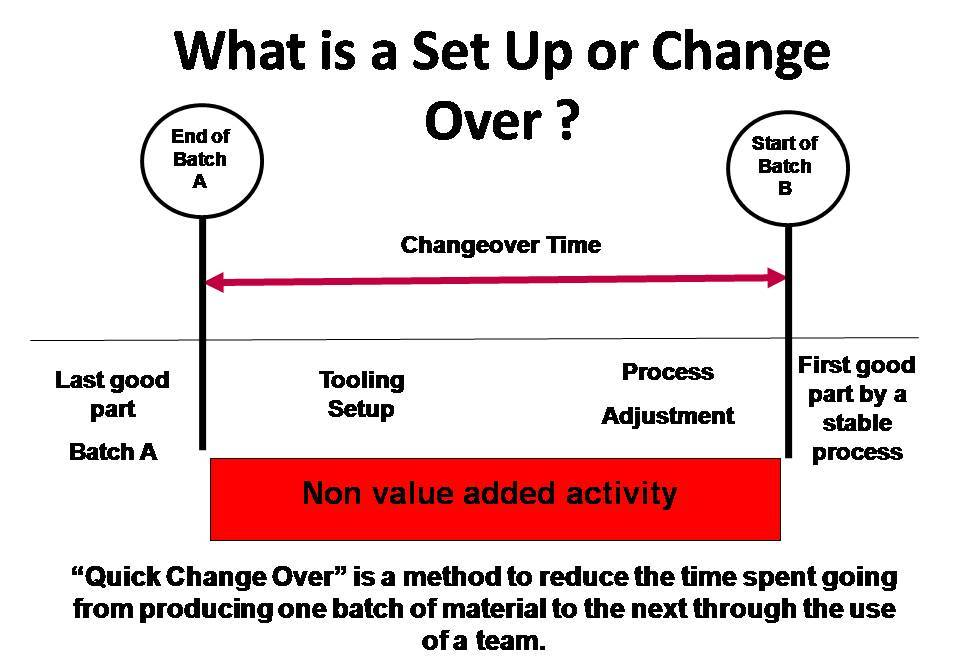 What is a Set Up or Change
Over ?
End of
Batch
A
Start of
Batch
B
Changeover Time
Last good
part
Batch A
Tooling
Setup
Process
Adjustment
First good
part by a
stable
process
Non value added activity
“Quick Change Over” is a method to reduce the time spent going
from producing one batch of material to the next through the use
of a team.